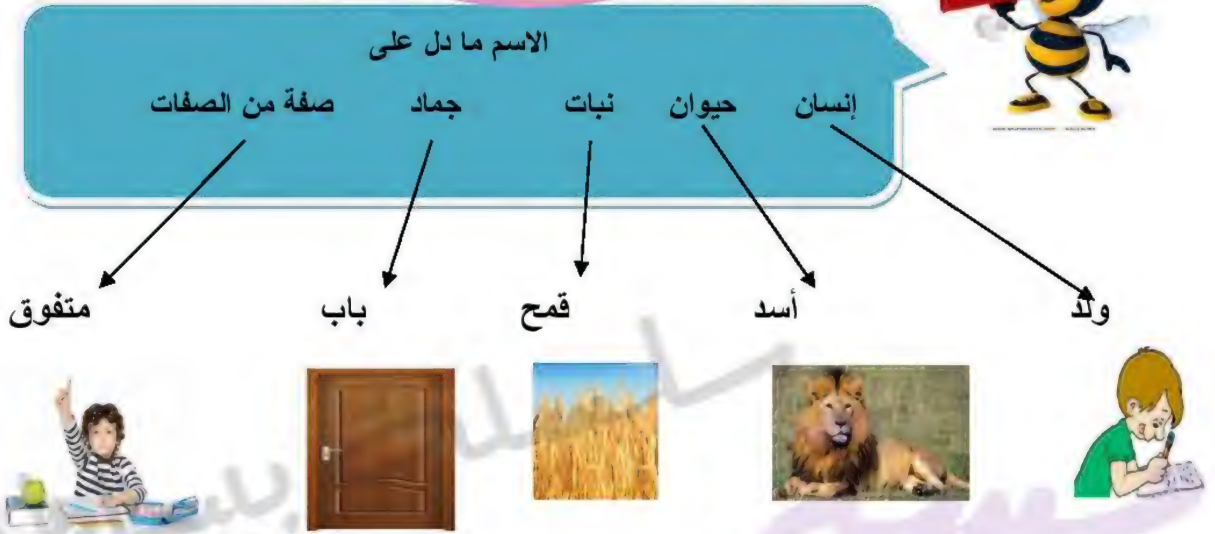 الاسم ما دل على
إنسان حيوان نبات جماد صفة من الصفات
ولد أسد قمح باب متفوق